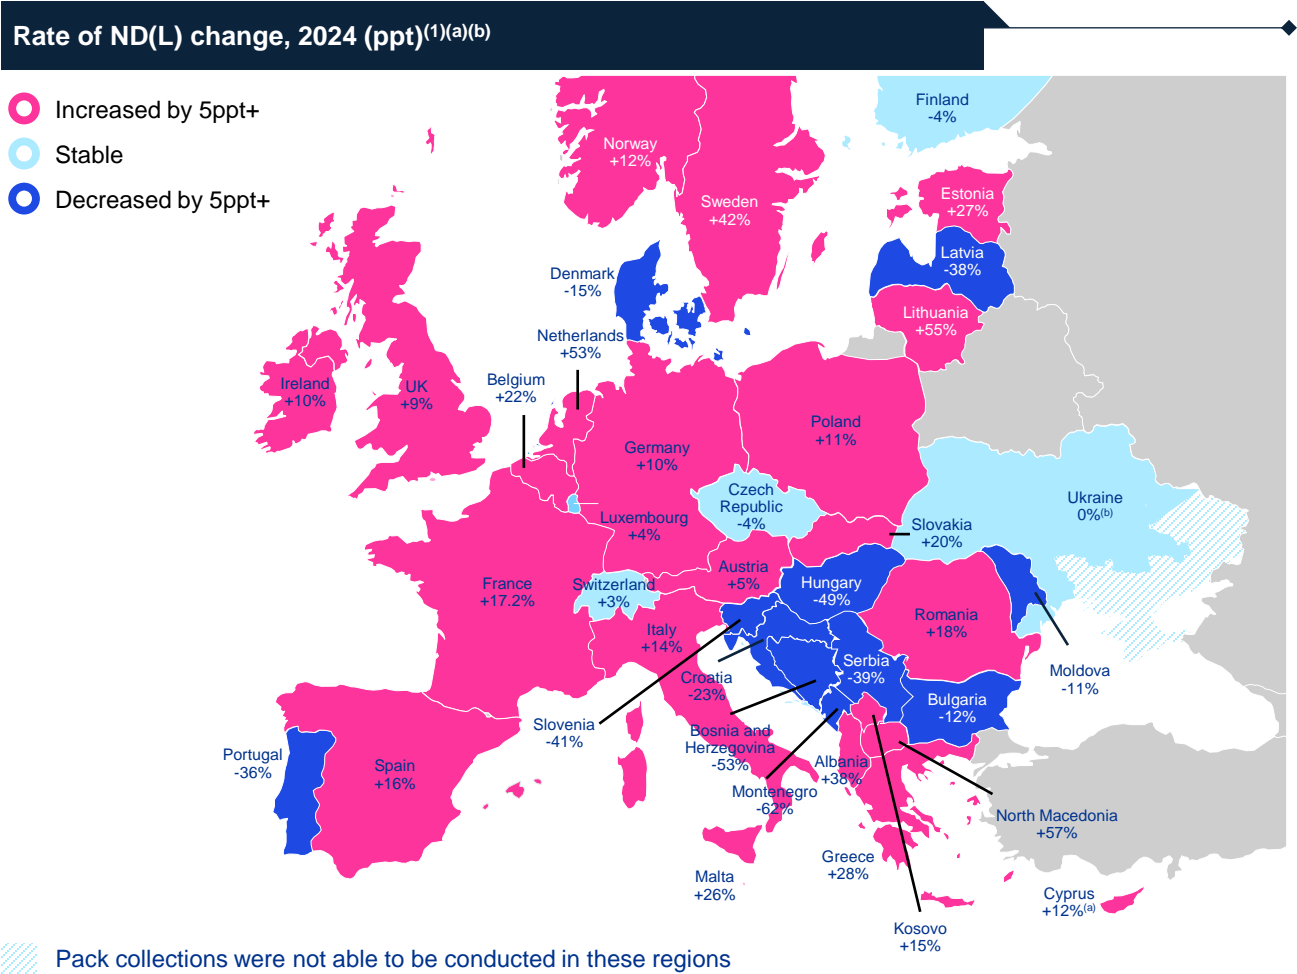 Rate of ND(L) change, 2024 (ppt)(1)(a)(b)
Increased by 5ppt+
Stable
Decreased by 5ppt+
Finland
-4%
Norway
+12%
Sweden
+42%
Estonia
+27%
Latvia
-38%
Lithuania
+55%
Denmark
-15%
Netherlands
+53%
Belgium
+22%
Ireland
+10%
UK
+9%
Poland
+11%
Germany
+10%
Czech
Republic
-4%
Ukraine
0%(b)
Luxembourg
+4%
Slovakia
+20%
Austria
+5%
France
+17.2%
Switzerland
+3%
Hungary
-49%
Romania
+18%
Italy
+14%
Serbia
-39%
Moldova
-11%
Croatia
-23%
Bulgaria
-12%
Slovenia
-41%
Bosnia and
Herzegovina
-53%
Portugal
-36%
Spain
+16%
Albania
+38%
Montenegro
-62%
North Macedonia
+57%
Greece
+28%
Malta
+26%
Cyprus
+12%(a)
Kosovo
+15%
Pack collections were not able to be conducted in these regions